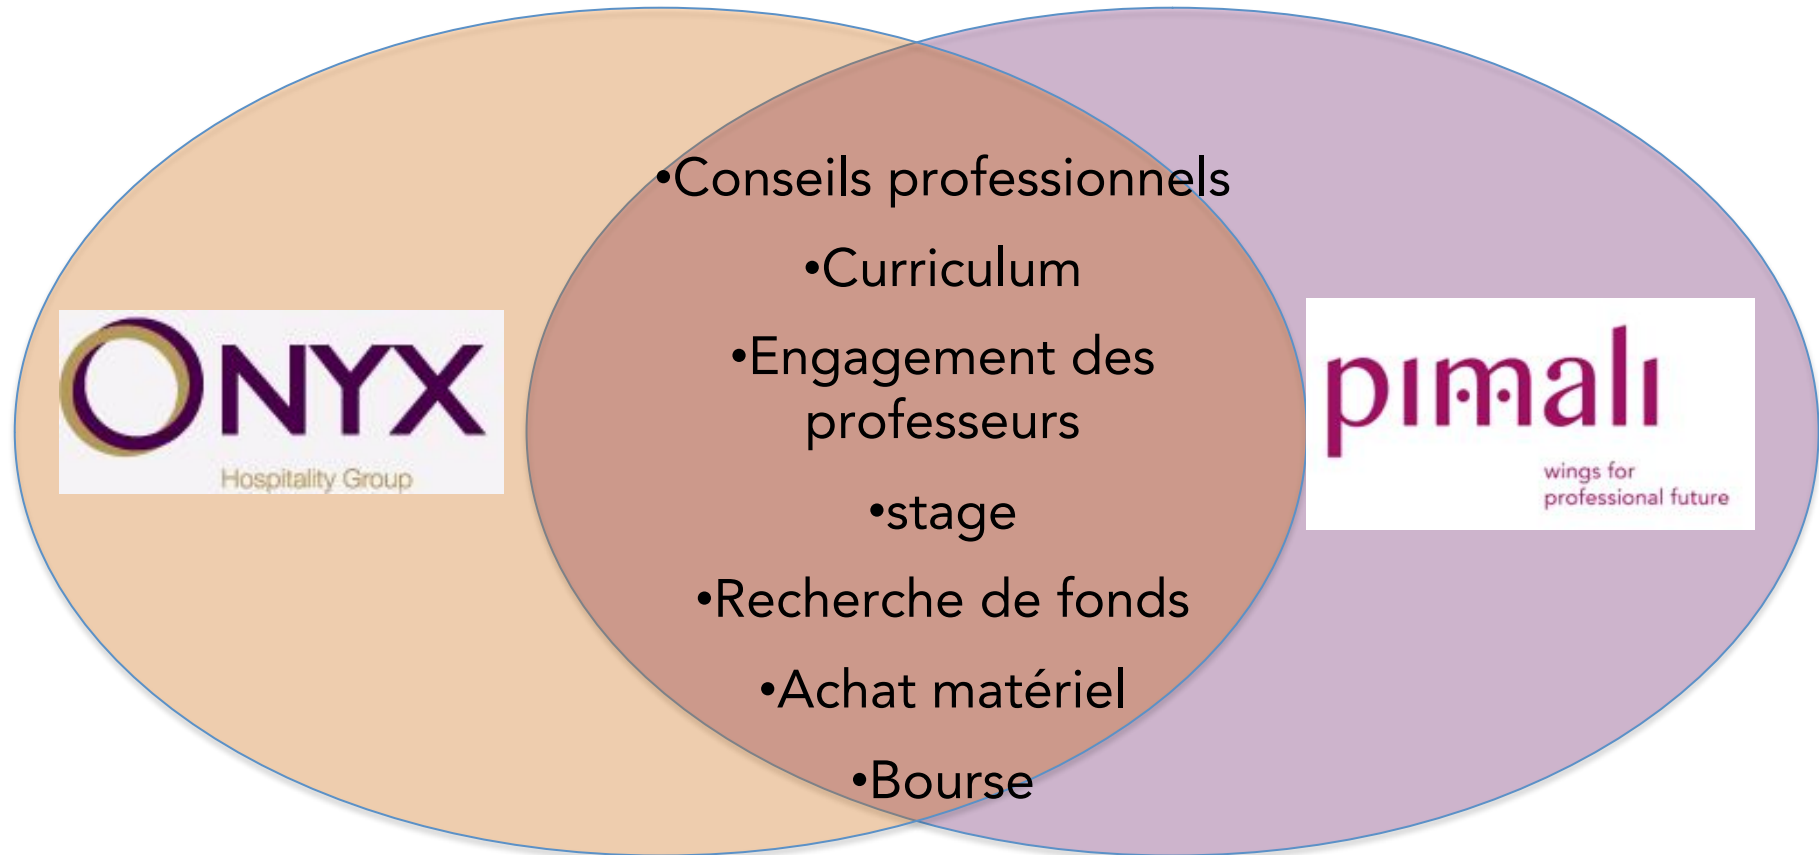 •Conseils professionnels
•Curriculum
•Engagement des
professeurs
•stage
•Recherche de fonds
•Achat matériel
•Bourse
ONYX
Hospitality Group
pimali
wings for
professional future